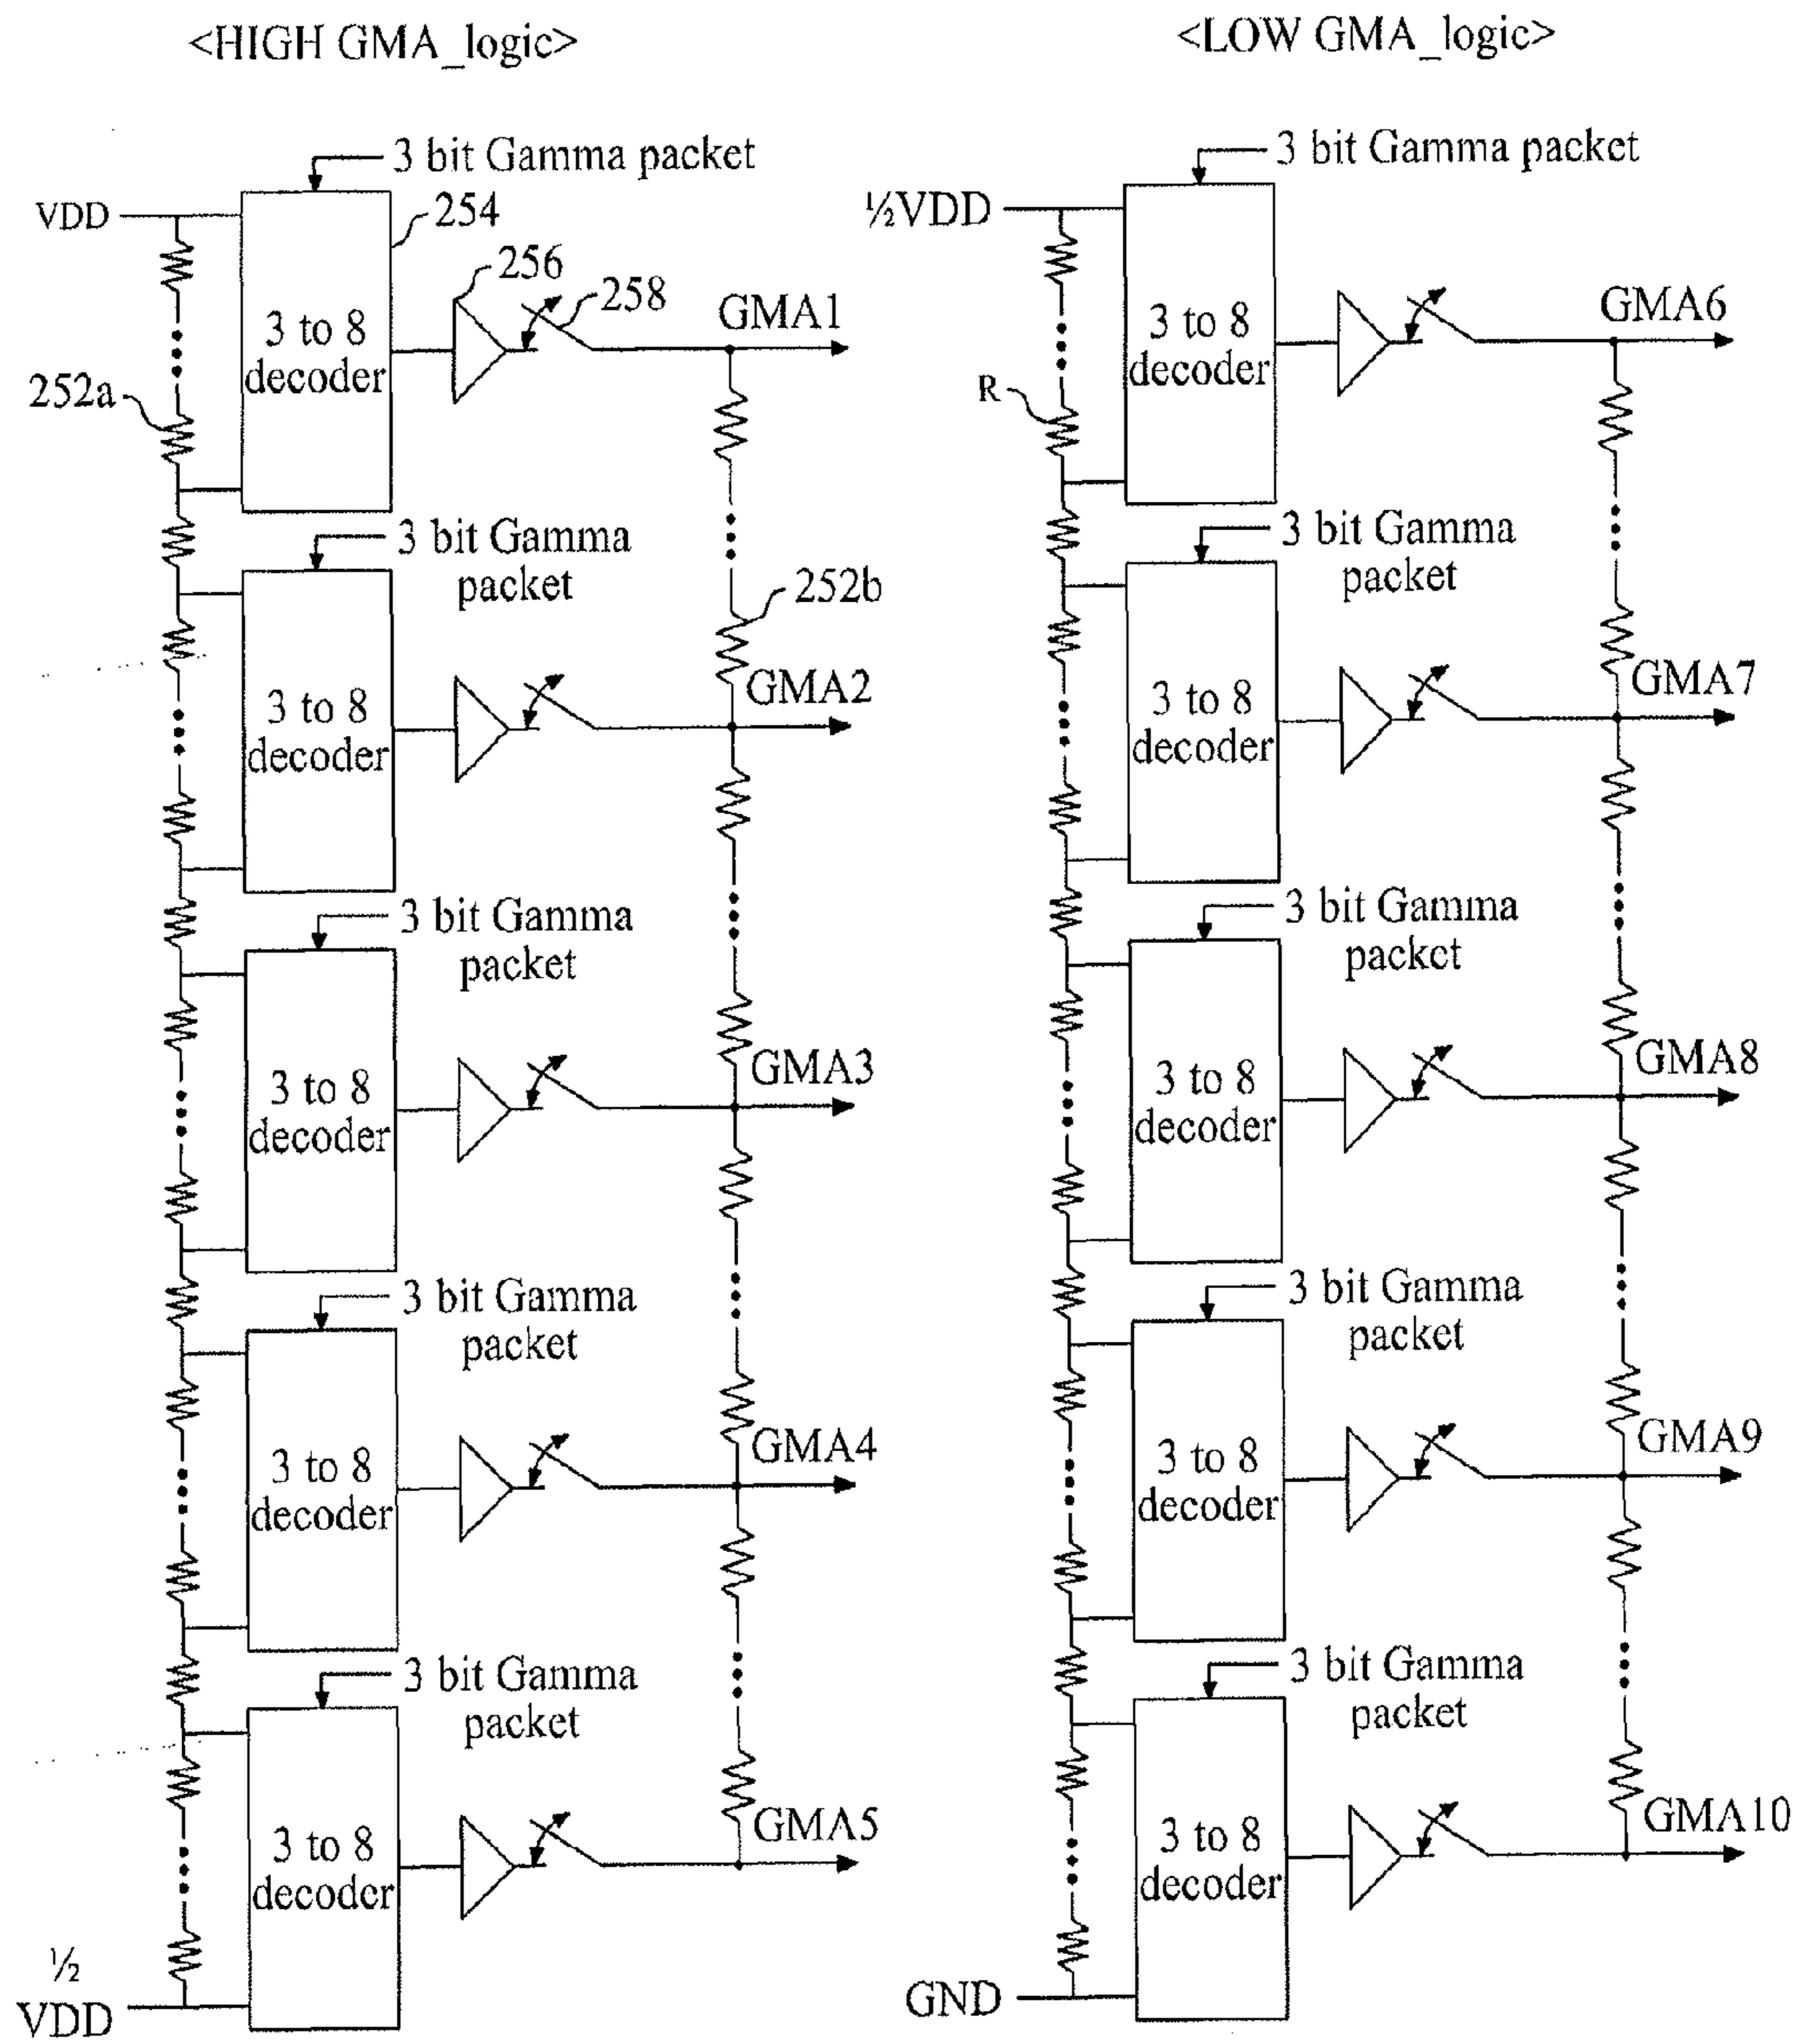 <HIGH GMA_logic>
3 bit Gamma packet
VDD
254
256
258
GMA1
3 to 8
decoder
252a
3 bit Gamma
packet
252b
GMA2
3 to 8
decoder
3 bit Gamma
packet
GMA3
3 to 8
decoder
3 bit Gamma
packet
GMA4
3 to 8
decoder
3 bit Gamma
packet
GMA5
3 to 8
decoder
½
VDD
<LOW GMA_logic>
3 bit Gamma packet
½VDD
GMA6
3 to 8
decoder
R
3 bit Gamma
packet
GMA7
3 to 8
decoder
3 bit Gamma
packet
GMA8
3 to 8
decoder
3 bit Gamma
packet
GMA9
3 to 8
decoder
3 bit Gamma
packet
GMA10
3 to 8
decoder
GND